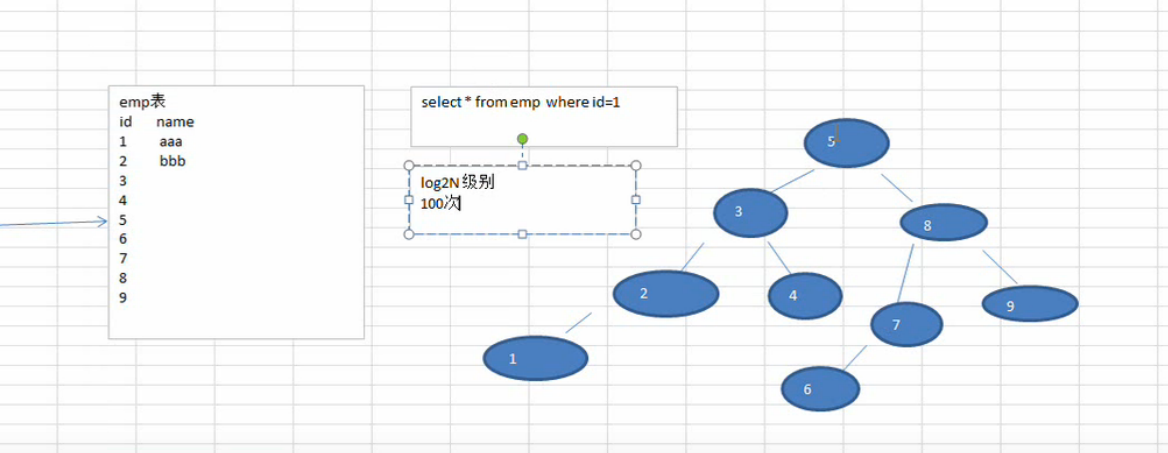 emp表
id name
1 aaa
2 bbb
3
4
5
6
7
8
9
select * from emp where id=1
log2N 级别
100次
5
3
8
2
4
7
9
1
6